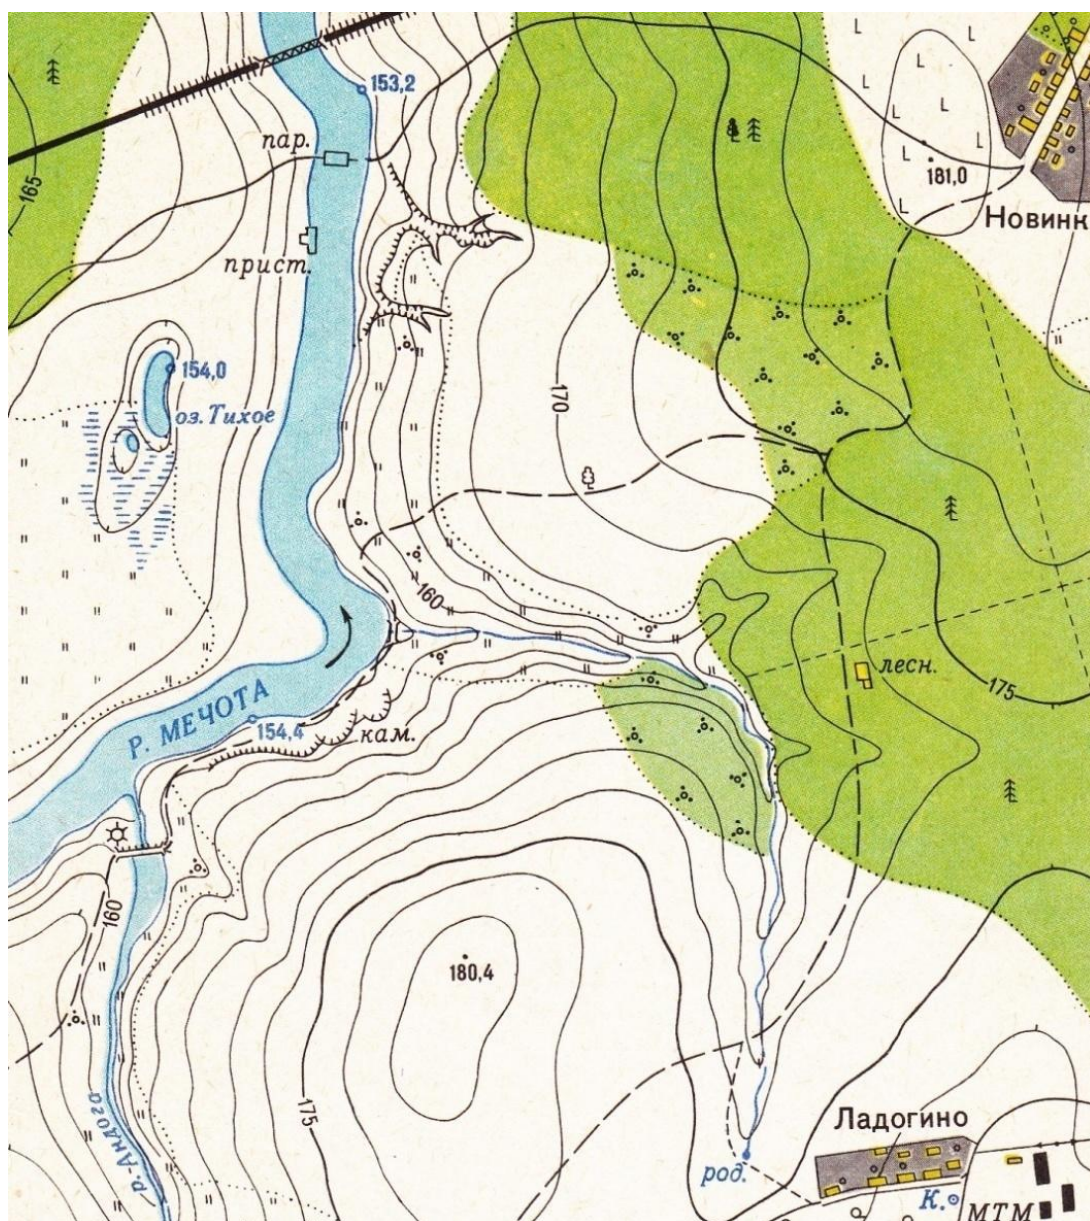 153,2
пар.
165
181,0
Новинк
прист.
154,0
оз. Тихое
170
160
лесн.
175
Р. МЕЧОТА
154,4
кам.
160
180,4
175
Ладогино
р. Андога
род.
К.
МТМ